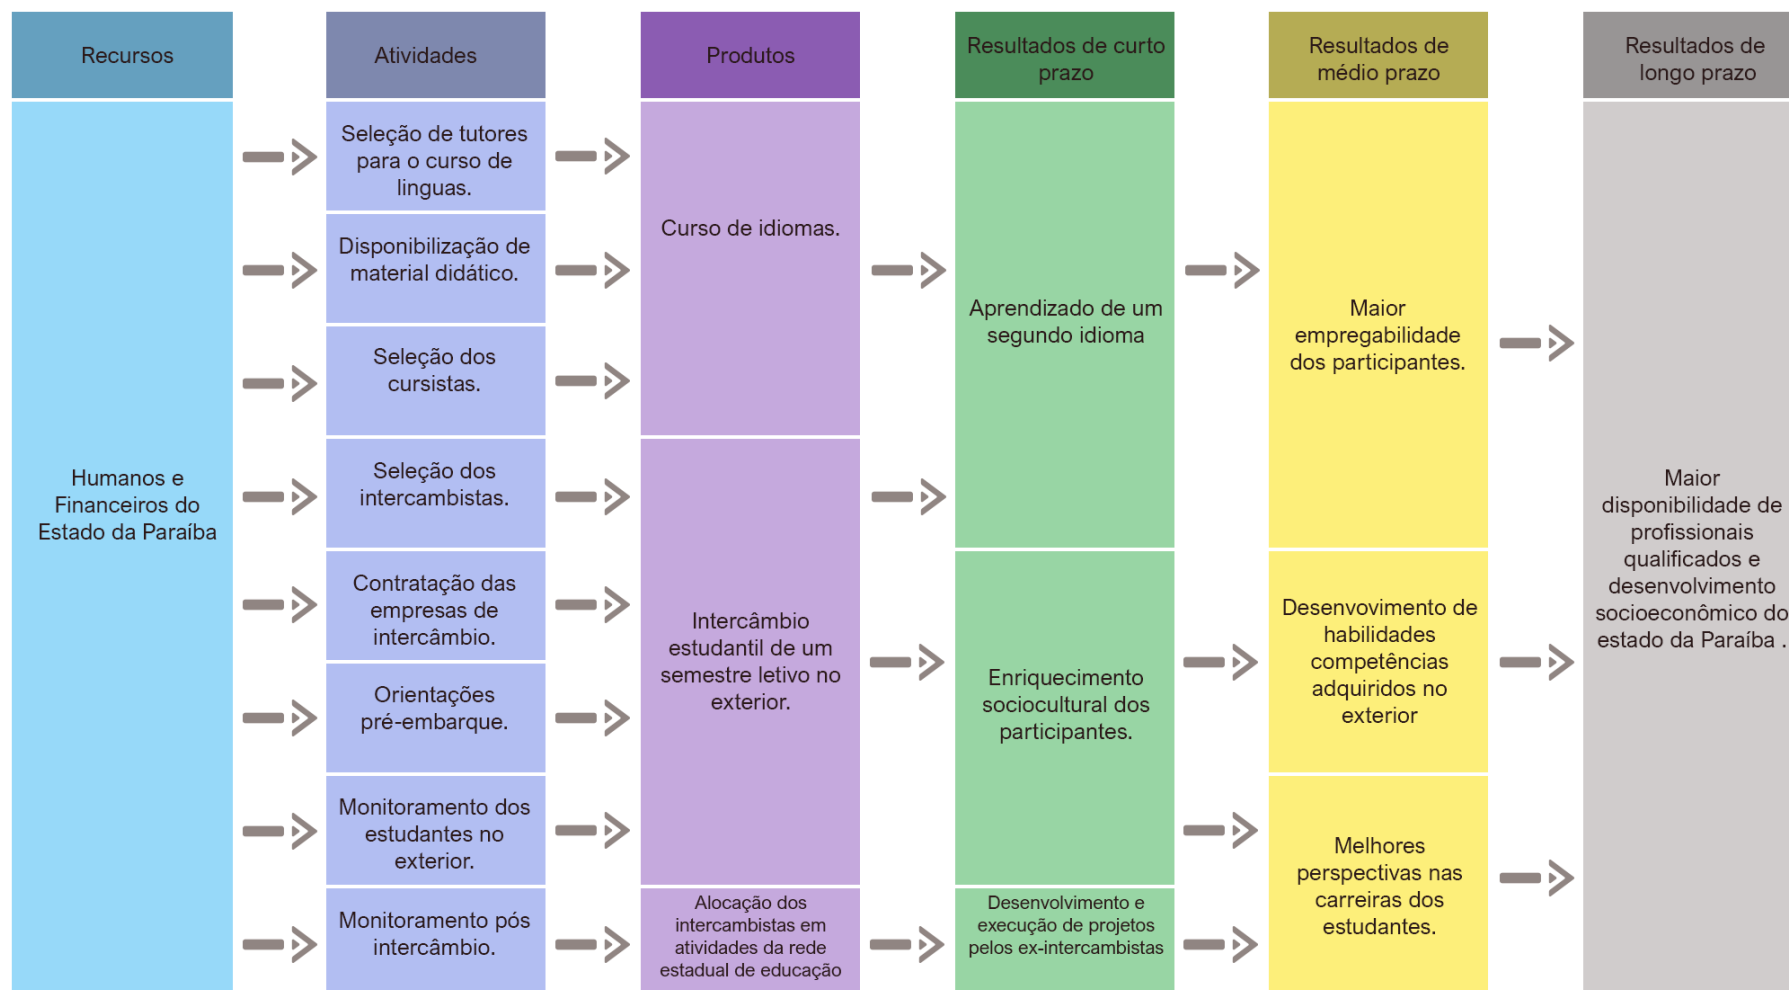 Recursos
Atividades
Produtos
Resultados de curto
prazo
Resultados de
médio prazo
Resultados de
longo prazo
Humanos e
Financeiros do
Estado da Paraíba
Seleção de tutores
para o curso de
linguas.
Disponibilização de
material didático.
Seleção dos
cursistas.
Seleção dos
intercambistas.
Contratação das
empresas de
intercâmbio.
Orientações
pré-embarque.
Monitoramento dos
estudantes no
exterior.
Monitoramento pós
intercâmbio.
Curso de idiomas.
Intercâmbio
estudantil de um
semestre letivo no
exterior.
Alocação dos
intercambistas em
atividades da rede
estadual de educação
Aprendizado de um
segundo idioma
Enriquecimento
sociocultural dos
participantes.
Desenvolvimento e
execução de projetos
pelos ex-intercambistas
Maior
empregabilidade
dos participantes.
Desenvovimento de
habilidades
competências
adquiridos no
exterior
Melhores
perspectivas nas
carreiras dos
estudantes.
Maior
disponibilidade de
profissionais
qualificados e
desenvolvimento
socioeconômico do
estado da Paraíba .